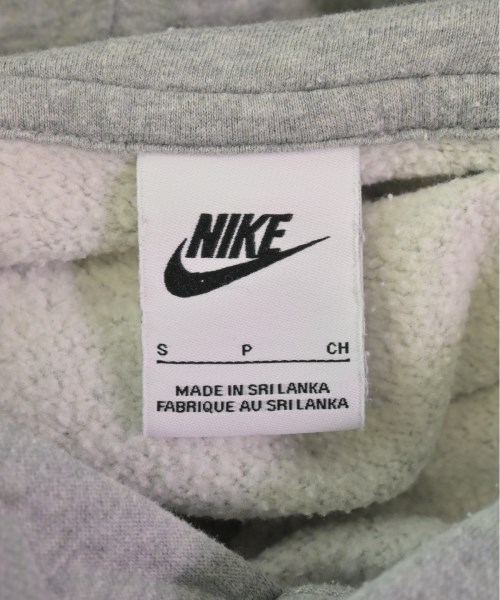 NIKE
S P CH
MADE IN SRI LANKA
FABRIQUE AU SRI LANKA